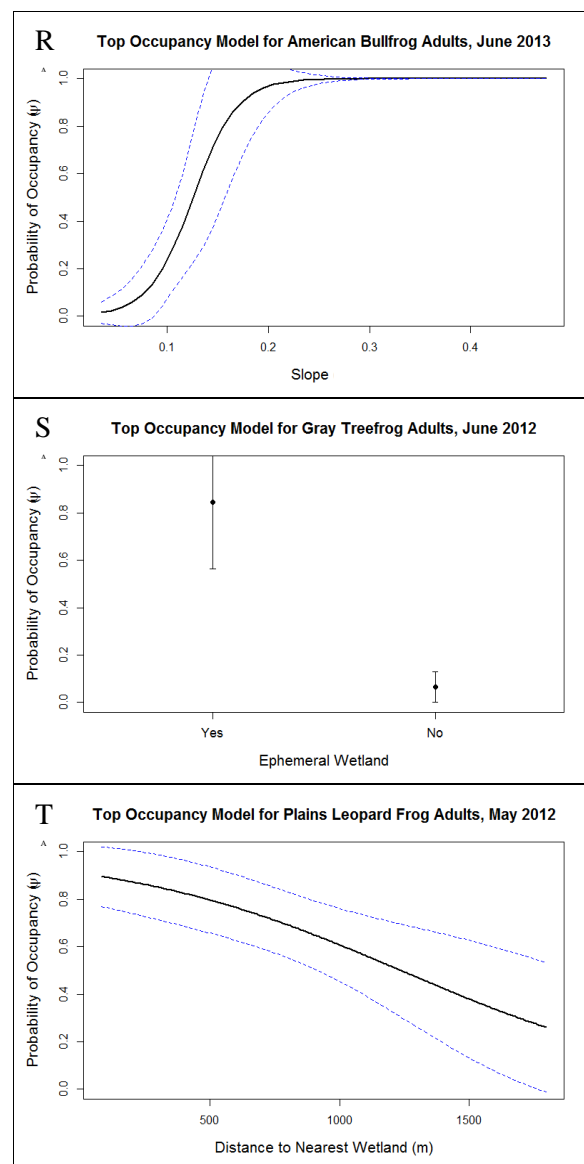 R
Top Occupancy Model for American Bullfrog Adults, June 2013
A
Probability of Occupancy (ψ)
1.0
0.8
0.6
0.4
0.2
0.0
0.1 0.2 0.3 0.4
Slope
S
Top Occupancy Model for Gray Treefrog Adults, June 2012
A
Probability of Occupancy (ψ)
1.0
0.8
0.6
0.4
0.2
0.0
Yes No
Ephemeral Wetland
T
Top Occupancy Model for Plains Leopard Frog Adults, May 2012
A
Probability of Occupancy (ψ)
1.0
0.8
0.6
0.4
0.2
0.0
500 1000 1500
Distance to Nearest Wetland (m)